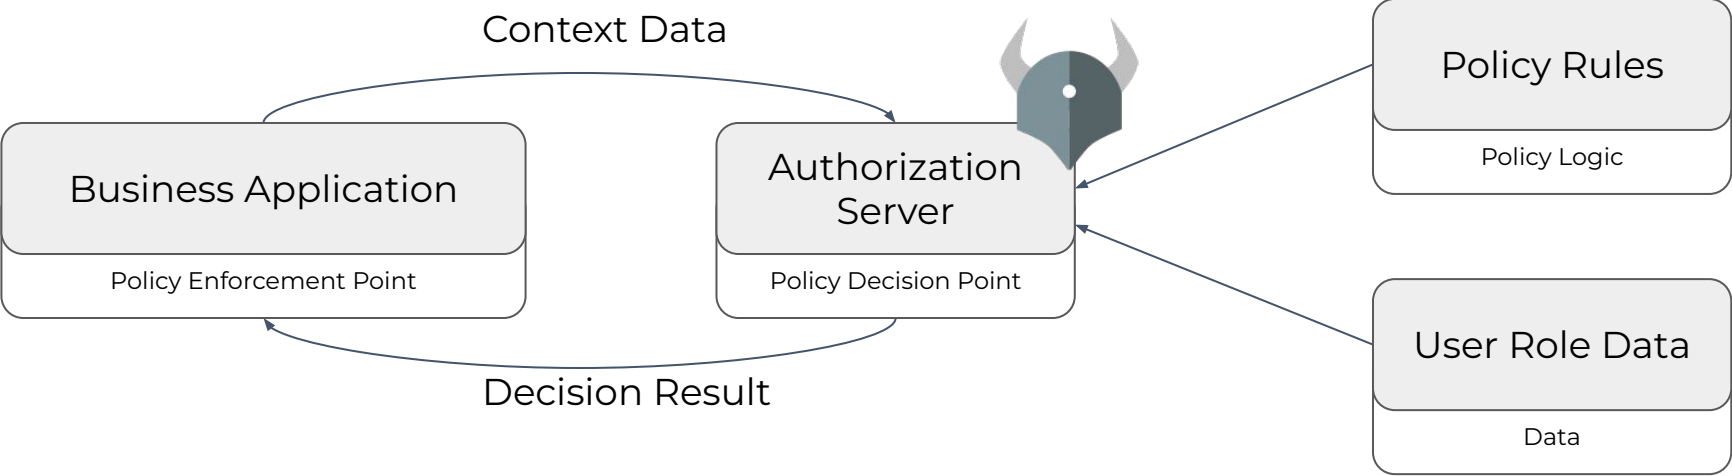 Context Data
Business Application
Policy Enforcement Point
Authorization
Server
Policy Decision Point
Decision Result
Policy Rules
Policy Logic
User Role Data
Data